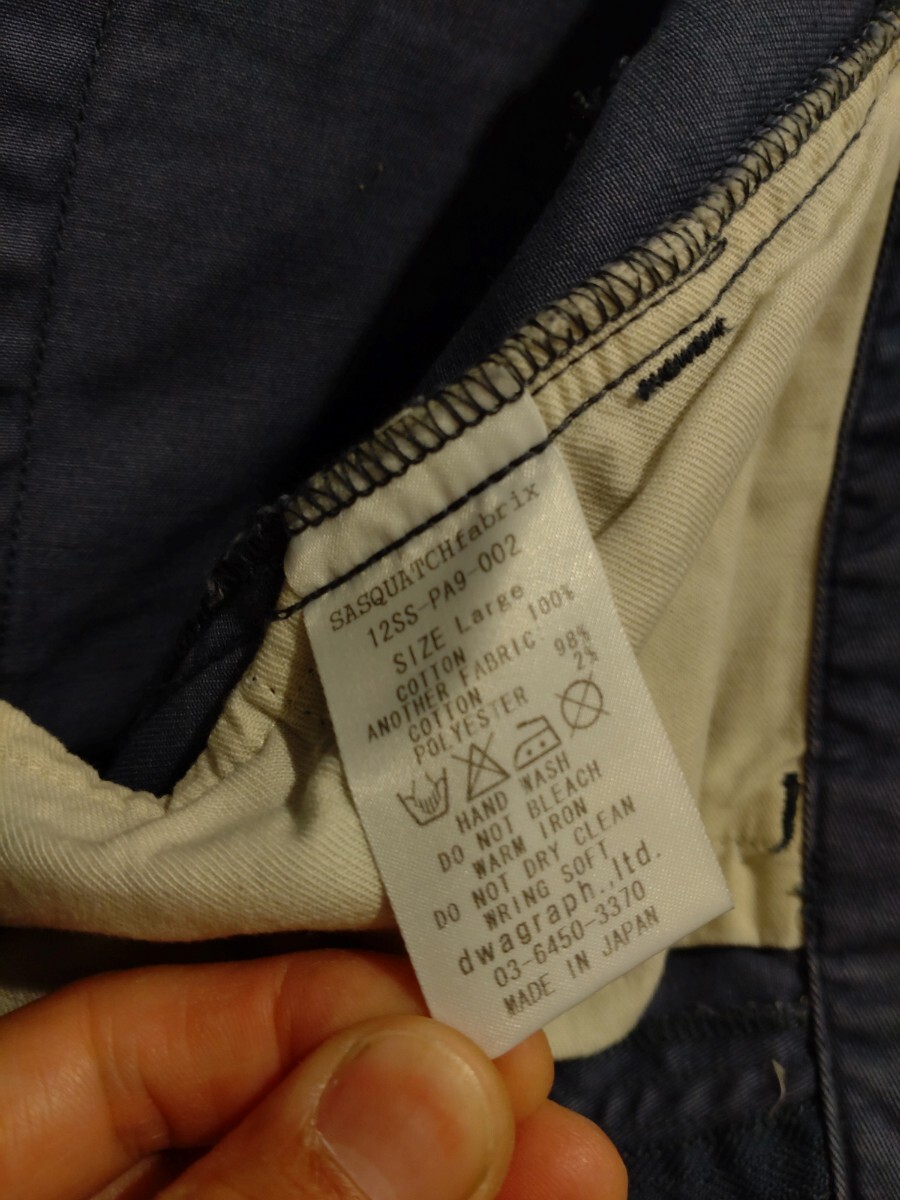 SASQUATCHfabrix
12SS-PA9-002
SIZE Large
COTTON 100%
ANOTHER FABRIC:
COTTON 98%
POLYESTER 2%
HAND WASH
DO NOT BLEACH
WARM IRON
DO NOT DRY CLEAN
WRING SOFT
dwagraph.,ltd.
03-6450-3370
MADE IN JAPAN